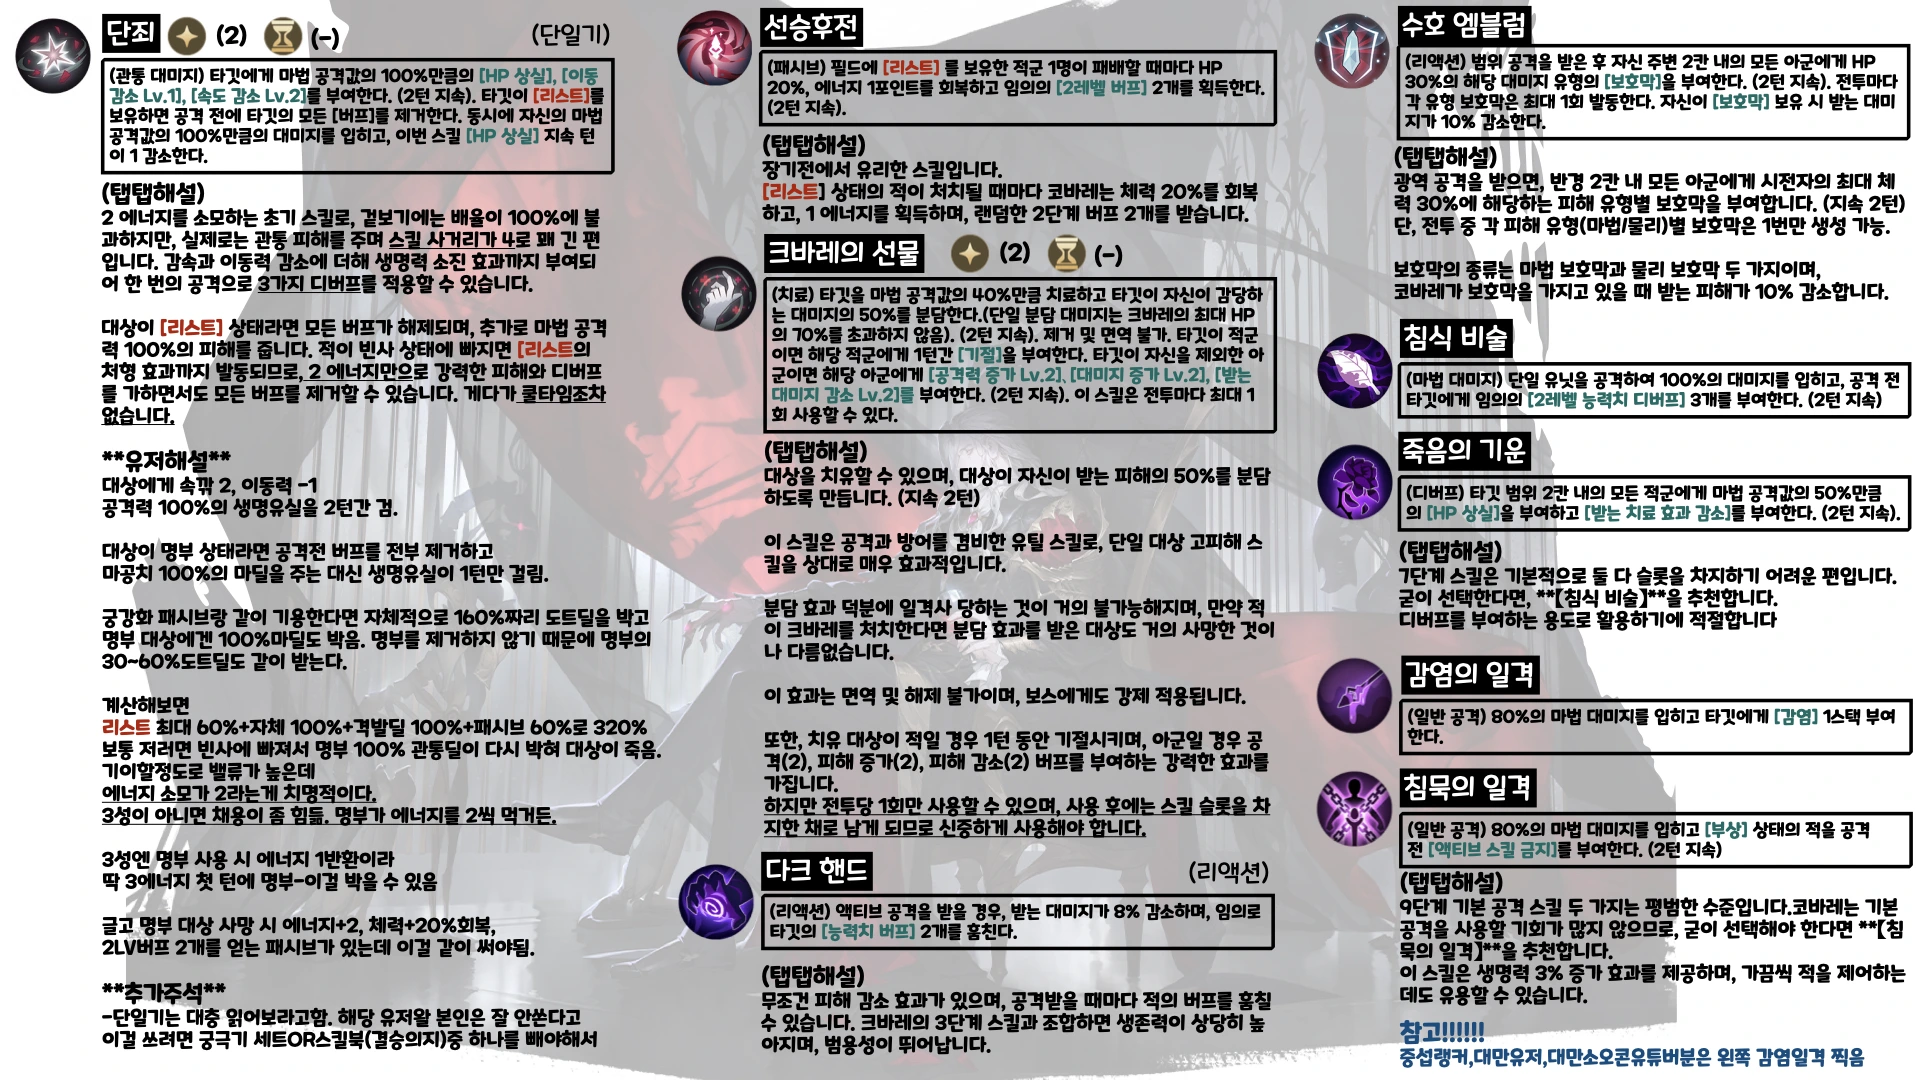 단죄 (2) (-) (단일기)
(관통 대미지) 타깃에게 마법 공격값의 100%만큼의 [HP 상실], [이동
감소 Lv.1], [속도 감소 Lv.2]를 부여한다. (2턴 지속). 타깃이 [리스트]를
보유하면 공격 전에 타깃의 모든 [버프]를 제거한다. 동시에 자신의 마법
공격값의 100%만큼의 대미지를 입히고, 이번 스킬 [HP 상실] 지속 턴
이 1 감소한다.
(탭탭해설)
2 에너지를 소모하는 초기 스킬로, 겉보기에는 배율이 100%에 불
과하지만, 실제로는 관통 피해를 주며 스킬 사거리가 4로 꽤 긴 편
입니다. 감속과 이동력 감소에 더해 생명력 소진 효과까지 부여되
어 한 번의 공격으로 3가지 디버프를 적용할 수 있습니다.
대상이 [리스트] 상태라면 모든 버프가 해제되며, 추가로 마법 공격
력 100%의 피해를 줍니다. 적이 빈사 상태에 빠지면 [리스트의
처형 효과까지 발동되므로, 2 에너지만으로 강력한 피해와 디버프
를 가하면서도 모든 버프를 제거할 수 있습니다. 게다가 쿨타임조차
없습니다.
**유저해설**
대상에게 속깎 2, 이동력 -1
공격력 100%의 생명유실을 2턴간 검.
대상이 명부 상태라면 공격전 버프를 전부 제거하고
마공치 100%의 마딜을 주는 대신 생명유실이 1턴만 걸림.
궁강화 패시브랑 같이 기용한다면 자체적으로 160%짜리 도트딜을 박고
명부 대상에겐 100%마딜도 박음. 명부를 제거하지 않기 때문에 명부의
30~60%도트딜도 같이 받는다.
계산해보면
리스트 최대 60%+자체 100%+격발딜 100%+패시브 60%로 320%
보통 저러면 빈사에 빠져서 명부 100% 관통딜이 다시 박혀 대상이 죽음.
기이할정도로 밸류가 높은데
에너지 소모가 2라는게 치명적이다.
3성이 아니면 채용이 좀 힘듦. 명부가 에너지를 2씩 먹거든.
3성엔 명부 사용 시 에너지 1반환이라
딱 3에너지 첫 턴에 명부-이걸 박을 수 있음
글고 명부 대상 사망 시 에너지+2, 체력+20%회복,
2LV버프 2개를 얻는 패시브가 있는데 이걸 같이 써야됨.
**추가주석**
-단일기는 대충 읽어보라고함. 해당 유저왈 본인은 잘 안쓴다고
이걸 쓰려면 궁극기 세트OR스킬북(결승의지)중 하나를 빼야해서
선승후전
(패시브) 필드에 [리스트] 를 보유한 적군 1명이 패배할 때마다 HP
20%, 에너지 1포인트를 회복하고 임의의 [2레벨 버프] 2개를 획득한다.
(2턴 지속).
(탭탭해설)
장기전에서 유리한 스킬입니다.
[리스트] 상태의 적이 처치될 때마다 코바레는 체력 20%를 회복
하고, 1 에너지를 획득하며, 랜덤한 2단계 버프 2개를 받습니다.
크바레의 선물 (2) (-)
(치료) 타깃을 마법 공격값의 40%만큼 치료하고 타깃이 자신이 감당하
는 대미지의 50%를 분담한다.(단일 분담 대미지는 크바레의 최대 HP
의 70%를 초과하지 않음). (2턴 지속). 제거 및 면역 불가. 타깃이 적군
이면 해당 적군에게 1턴간 [기절]을 부여한다. 타깃이 자신을 제외한 아
군이면 해당 아군에게 [공격력 증가 Lv.2], [대미지 증가 Lv.2], [받는
대미지 감소 Lv.2]를 부여한다. (2턴 지속). 이 스킬은 전투마다 최대 1
회 사용할 수 있다.
(탭탭해설)
대상을 치유할 수 있으며, 대상이 자신이 받는 피해의 50%를 분담
하도록 만듭니다. (지속 2턴)
이 스킬은 공격과 방어를 겸비한 유틸 스킬로, 단일 대상 고피해 스
킬을 상대로 매우 효과적입니다.
분담 효과 덕분에 일격사 당하는 것이 거의 불가능해지며, 만약 적
이 크바레를 처치한다면 분담 효과를 받은 대상도 거의 사망한 것이
나 다름없습니다.
이 효과는 면역 및 해제 불가이며, 보스에게도 강제 적용됩니다.
또한, 치유 대상이 적일 경우 1턴 동안 기절시키며, 아군일 경우 공
격(2), 피해 증가(2), 피해 감소(2) 버프를 부여하는 강력한 효과를
가집니다.
하지만 전투당 1회만 사용할 수 있으며, 사용 후에는 스킬 슬롯을 차
지한 채로 남게 되므로 신중하게 사용해야 합니다.
다크 핸드 (리액션)
(리액션) 액티브 공격을 받을 경우, 받는 대미지가 8% 감소하며, 임의로
타깃의 [능력치 버프] 2개를 훔친다.
(탭탭해설)
무조건 피해 감소 효과가 있으며, 공격받을 때마다 적의 버프를 훔칠
수 있습니다. 크바레의 3단계 스킬과 조합하면 생존력이 상당히 높
아지며, 범용성이 뛰어납니다.
수호 엠블럼
(리액션) 범위 공격을 받은 후 자신 주변 2칸 내의 모든 아군에게 HP
30%의 해당 대미지 유형의 [보호막]을 부여한다. (2턴 지속). 전투마다
각 유형 보호막은 최대 1회 발동한다. 자신이 [보호막] 보유 시 받는 대미
지가 10% 감소한다.
(탭탭해설)
광역 공격을 받으면, 반경 2칸 내 모든 아군에게 시전자의 최대 체
력 30%에 해당하는 피해 유형별 보호막을 부여합니다. (지속 2턴)
단, 전투 중 각 피해 유형(마법/물리)별 보호막은 1번만 생성 가능.
보호막의 종류는 마법 보호막과 물리 보호막 두 가지이며,
코바레가 보호막을 가지고 있을 때 받는 피해가 10% 감소합니다.
침식 비술
(마법 대미지) 단일 유닛을 공격하여 100%의 대미지를 입히고, 공격 전
타깃에게 임의의 [2레벨 능력치 디버프] 3개를 부여한다. (2턴 지속)
죽음의 기운
(디버프) 타깃 범위 2칸 내의 모든 적군에게 마법 공격값의 50%만큼
의 [HP 상실]을 부여하고 [받는 치료 효과 감소]를 부여한다. (2턴 지속).
(탭탭해설)
7단계 스킬은 기본적으로 둘 다 슬롯을 차지하기 어려운 편입니다.
굳이 선택한다면, **【침식 비술】**을 추천합니다.
디버프를 부여하는 용도로 활용하기에 적절합니다
감염의 일격
(일반 공격) 80%의 마법 대미지를 입히고 타깃에게 [감염] 1스택 부여
한다.
침묵의 일격
(일반 공격) 80%의 마법 대미지를 입히고 [부상] 상태의 적을 공격
전 [액티브 스킬 금지]를 부여한다. (2턴 지속)
(탭탭해설)
9단계 기본 공격 스킬 두 가지는 평범한 수준입니다.코바레는 기본
공격을 사용할 기회가 많지 않으므로, 굳이 선택해야 한다면 **【침
묵의 일격】**을 추천합니다.
이 스킬은 생명력 3% 증가 효과를 제공하며, 가끔씩 적을 제어하는
데도 유용할 수 있습니다.
참고!!!!!!
중섭랭커,대만유저,대만소오콘유튜버분은 왼쪽 감염일격 찍음